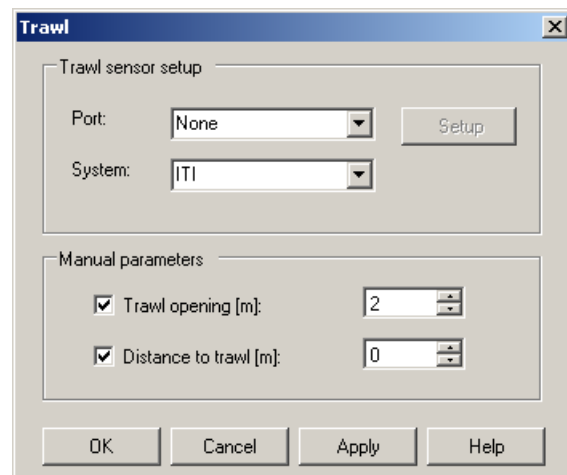 Trawl
Trawl sensor setup
Port: None Setup
System: ITI
Manual parameters
Trawl opening [m]: 2
Distance to trawl [m]: 0
OK Cancel Apply Help